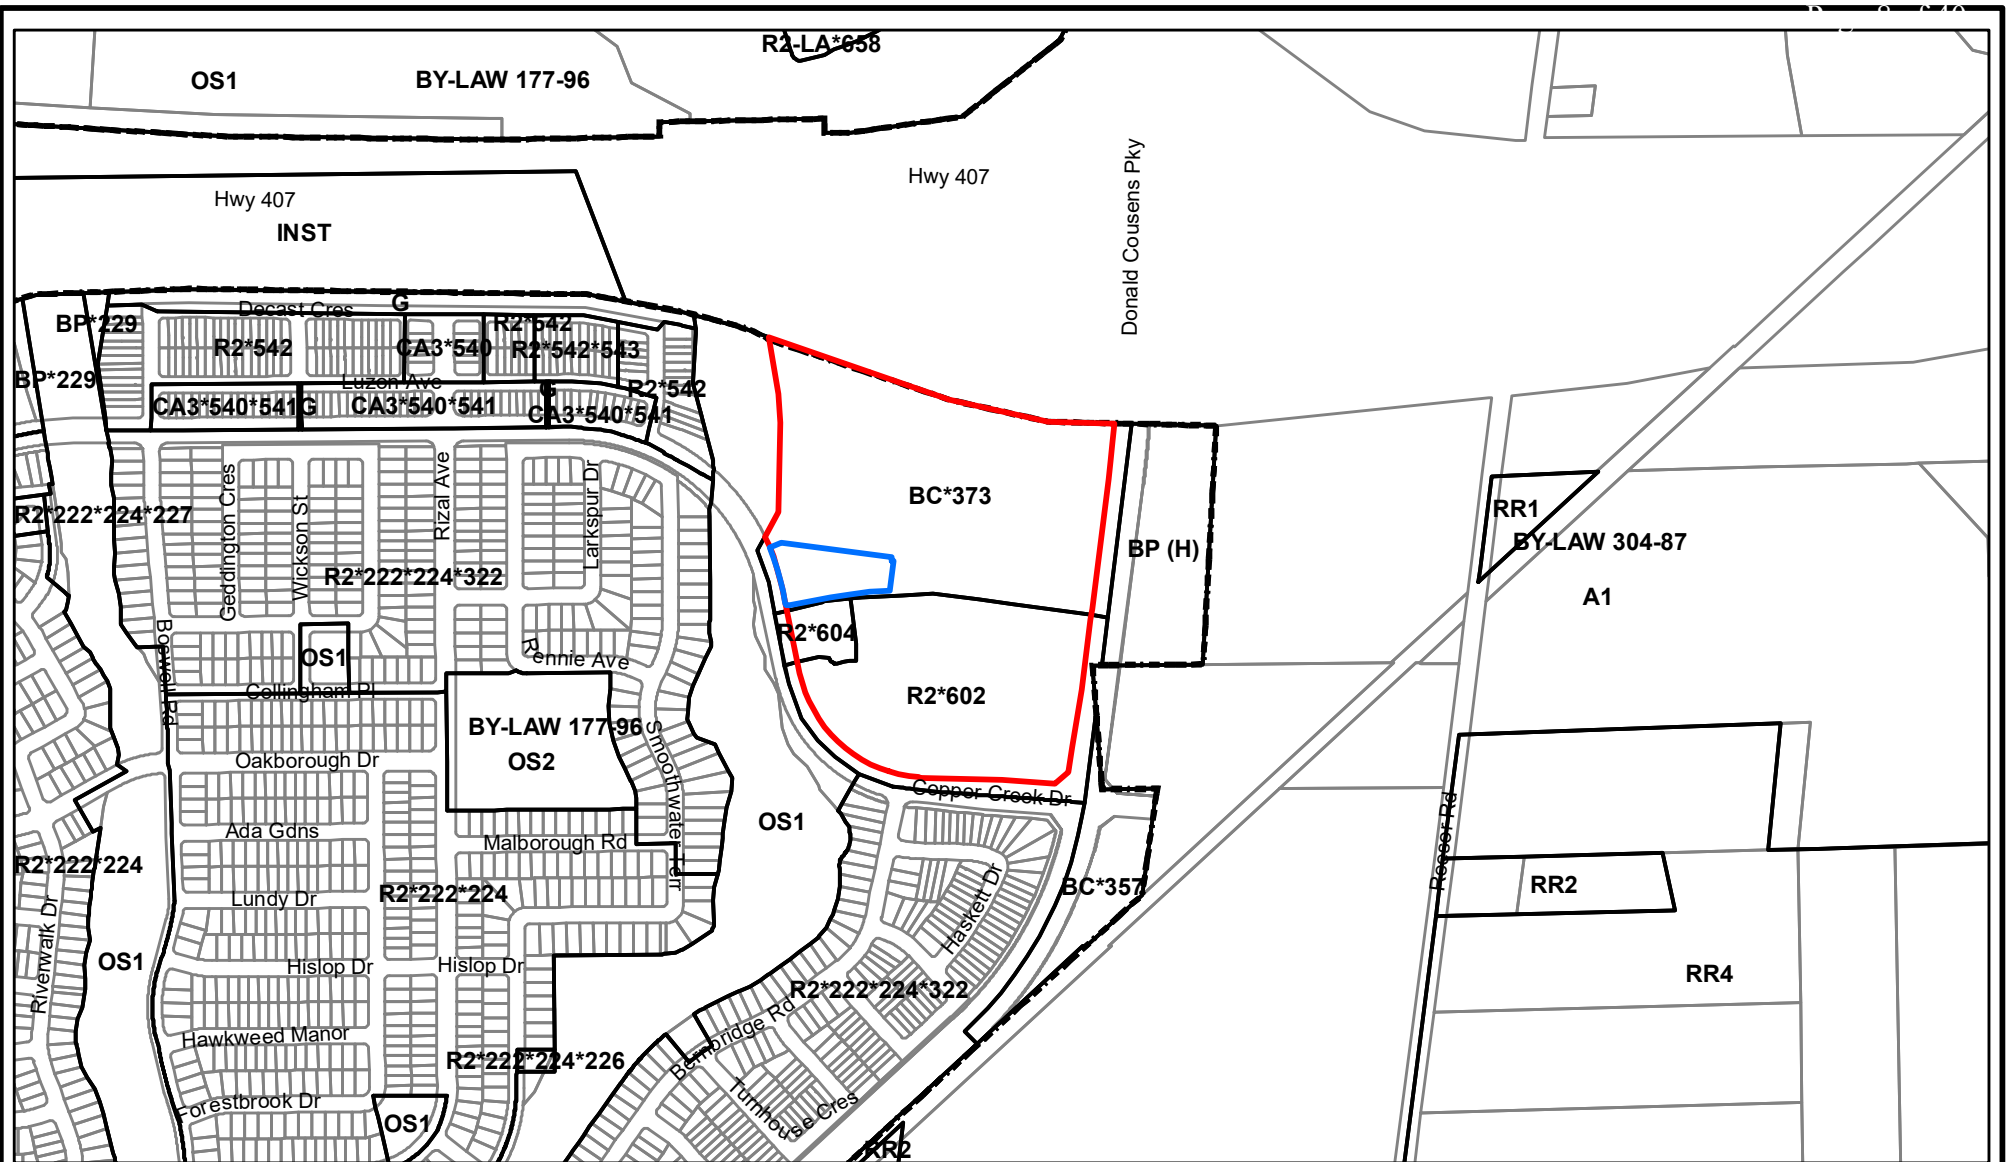 R2-LA*658
OS1
BY-LAW 177-96
Donald Cousens Pky
Hwy 407
Hwy 407
INST
G
Decast Cres
BP*229
R2*542
R2*542
CA3*540
R2*542*543
BP*229
Luzon Ave
G
R2*542
CA3*540*541
G
CA3*540*541
CA3*540*541
Geddington Cres
Wickson St
Rizal Ave
Larkspur Dr
BC*373
RR1
R2*222*224*227
BY-LAW 304-87
BP (H)
R2*222*224*322
A1
R2*604
Boswell Rd
OS1
Rennie Ave
Collingham Pl
R2*602
BY-LAW 177-96
OS2
Smoothwater Terr
Oakborough Dr
Copper Creek Dr
OS1
Ada Gdns
Malborough Rd
Reesor Rd
R2*222*224
BC*357
RR2
R2*222*224
Lundy Dr
Haskett Dr
Riverwalk Dr
OS1
Hislop Dr
Hislop Dr
RR4
R2*222*224*322
Hawkweed Manor
Bernbridge Rd
R2*222*224*226
Forestbrook Dr
Turnhouse Cres
OS1
RR2